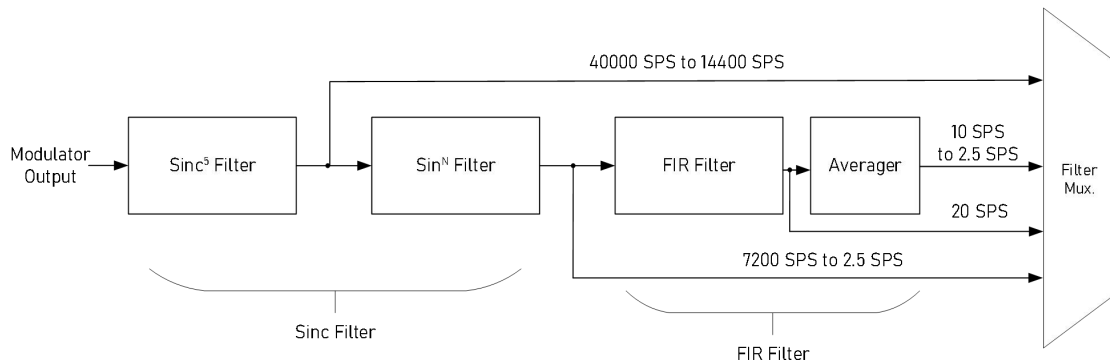 40000 SPS to 14400 SPS
Modulator
Output
Sinc⁵ Filter
Sinᴺ Filter
FIR Filter
Averager
10 SPS
to 2.5 SPS
Filter
Mux.
20 SPS
7200 SPS to 2.5 SPS
Sinc Filter
FIR Filter